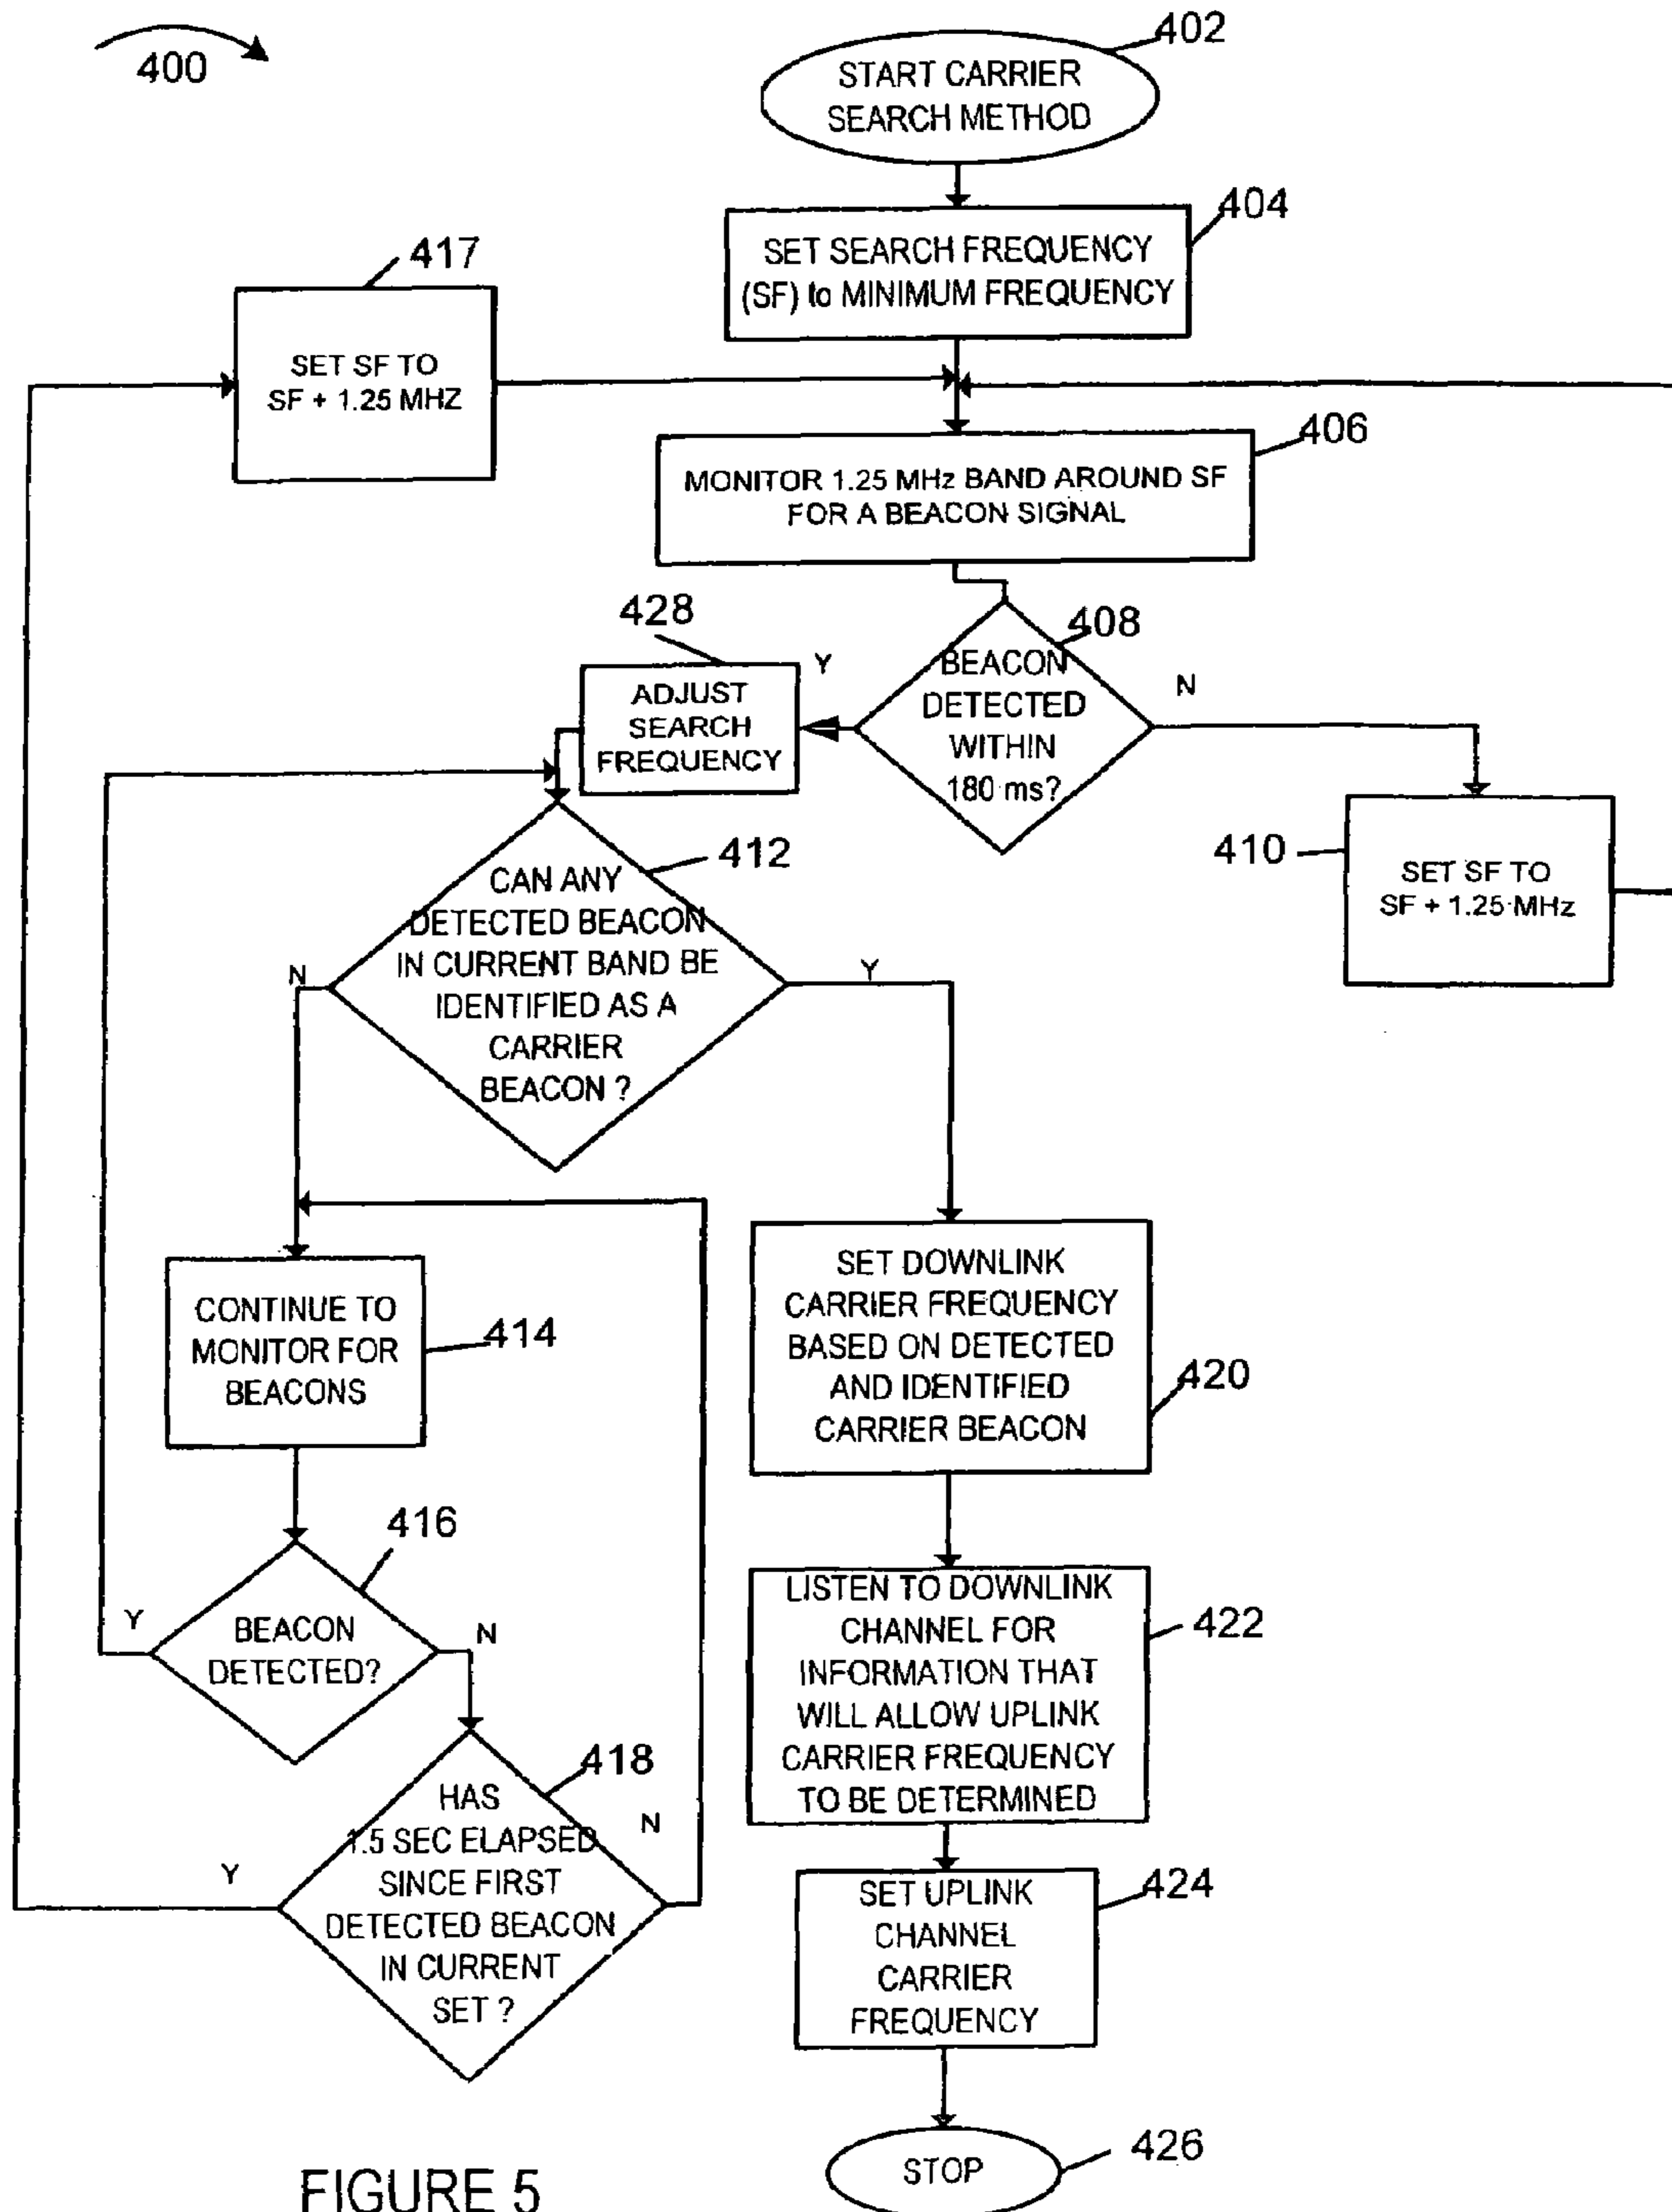 400
402
START CARRIER
SEARCH METHOD
404
SET SEARCH FREQUENCY
(SF) to MINIMUM FREQUENCY
417
SET SF TO
SF + 1.25 MHZ
406
MONITOR 1.25 MHz BAND AROUND SF
FOR A BEACON SIGNAL
428
ADJUST
SEARCH
FREQUENCY
Y
408
BEACON
DETECTED
WITHIN
180 ms?
N
410
SET SF TO
SF + 1.25 MHz
412
CAN ANY
DETECTED BEACON
IN CURRENT BAND BE
IDENTIFIED AS A
CARRIER
BEACON ?
N
Y
CONTINUE TO
MONITOR FOR
BEACONS
414
SET DOWNLINK
CARRIER FREQUENCY
BASED ON DETECTED
AND IDENTIFIED
CARRIER BEACON
420
416
Y
BEACON
DETECTED?
N
LISTEN TO DOWNLINK
CHANNEL FOR
INFORMATION THAT
WILL ALLOW UPLINK
CARRIER FREQUENCY
TO BE DETERMINED
422
418
HAS
1.5 SEC ELAPSED
SINCE FIRST
DETECTED BEACON
IN CURRENT
SET ?
Y
N
SET UPLINK
CHANNEL
CARRIER
FREQUENCY
424
STOP
426
FIGURE 5